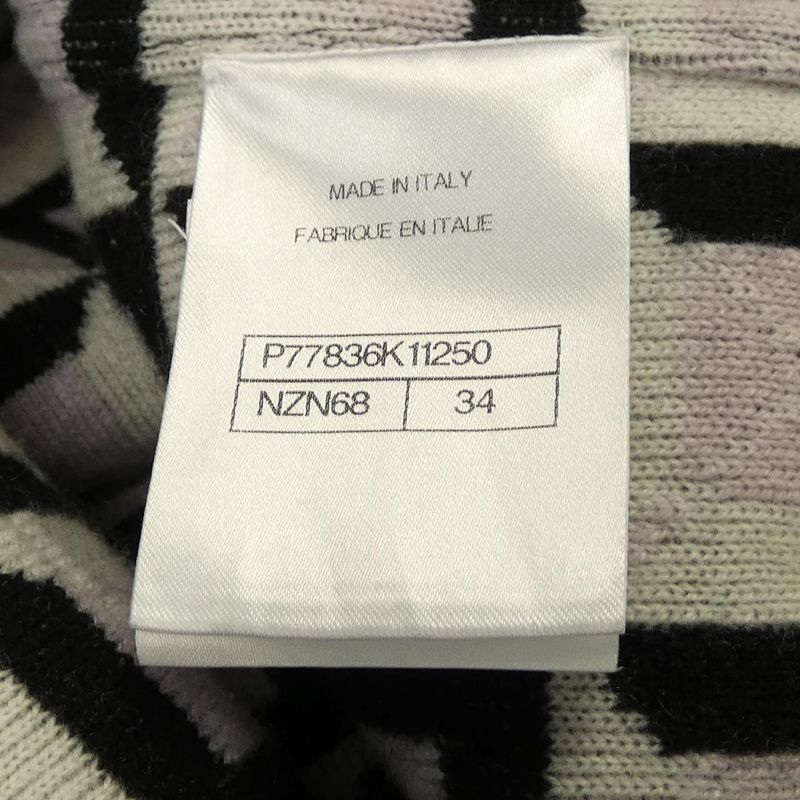 MADE IN ITALY
FABRIQUE EN ITALIE
P77836K11250
NZN68 34